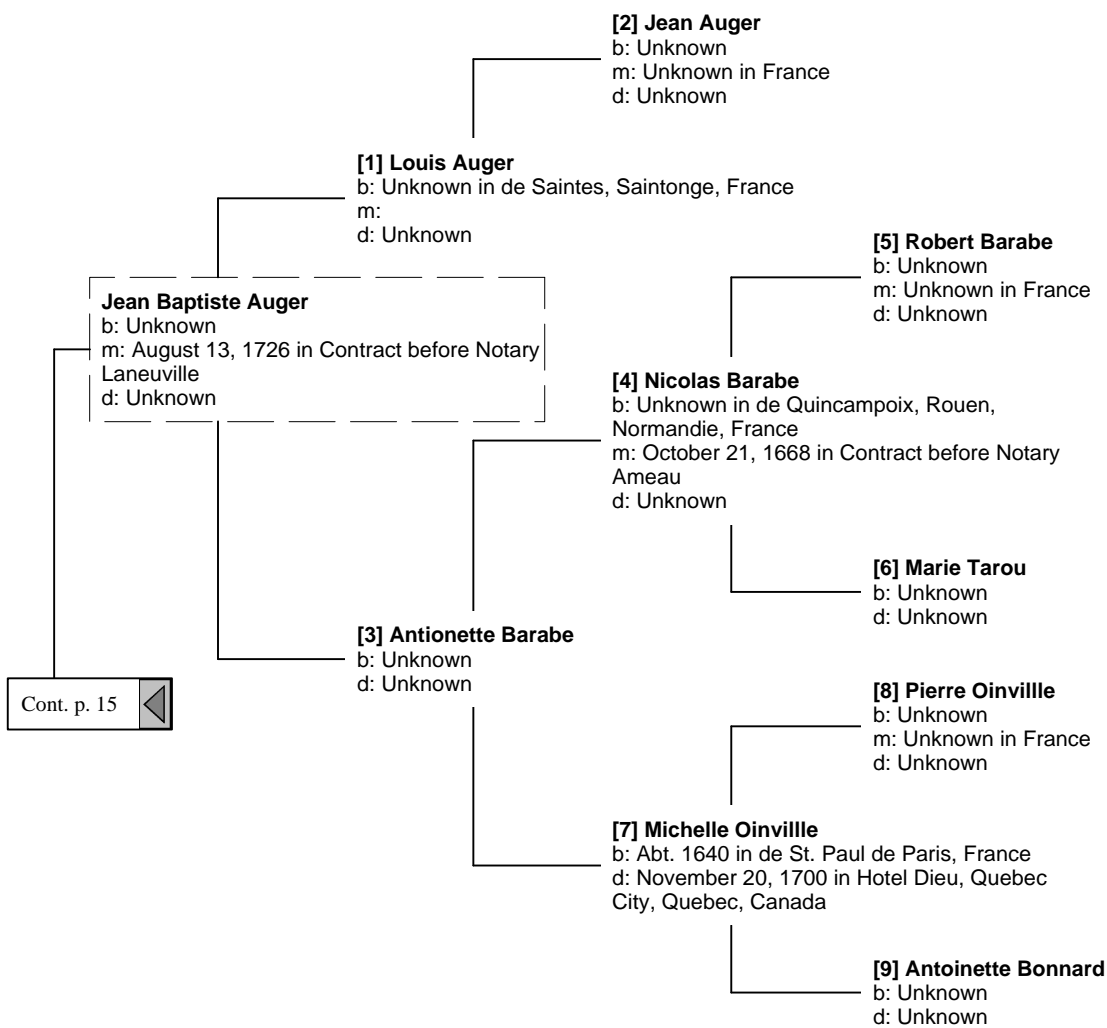 [2] Jean Auger
b: Unknown
m: Unknown in France
d: Unknown
[1] Louis Auger
b: Unknown in de Saintes, Saintonge, France
m:
d: Unknown
[5] Robert Barabe
b: Unknown
m: Unknown in France
d: Unknown
Jean Baptiste Auger
b: Unknown
m: August 13, 1726 in Contract before Notary
Laneuville
d: Unknown
[4] Nicolas Barabe
b: Unknown in de Quincampoix, Rouen,
Normandie, France
m: October 21, 1668 in Contract before Notary
Ameau
d: Unknown
[6] Marie Tarou
b: Unknown
d: Unknown
[3] Antionette Barabe
b: Unknown
d: Unknown
Cont. p. 15
[8] Pierre Oinvillle
b: Unknown
m: Unknown in France
d: Unknown
[7] Michelle Oinvillle
b: Abt. 1640 in de St. Paul de Paris, France
d: November 20, 1700 in Hotel Dieu, Quebec
City, Quebec, Canada
[9] Antoinette Bonnard
b: Unknown
d: Unknown